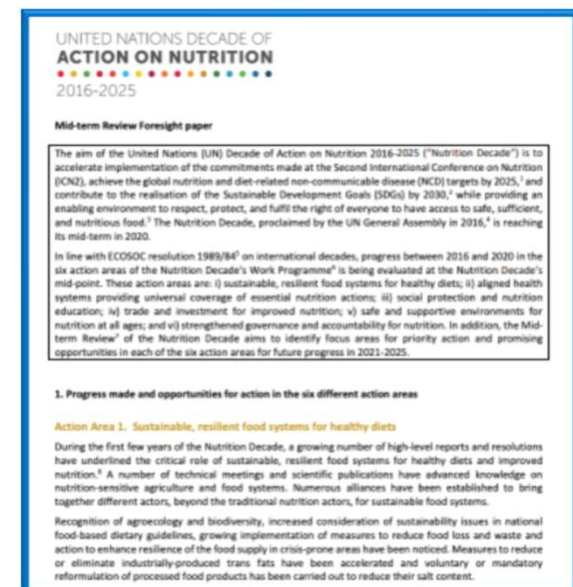 UNITED NATIONS DECADE OF
ACTION ON NUTRITION
2016-2025
Mid-term Review Foresight paper
The aim of the United Nations (UN) Decade of Action on Nutrition 2016-2025 ("Nutrition Decade") is to
accelerate implementation of the commitments made at the Second International Conference on Nutrition
(ICN2), achieve the global nutrition and diet-related non-communicable disease (NCD) targets by 2025,¹ and
contribute to the realisation of the Sustainable Development Goals (SDGs) by 2030,² while providing an
enabling environment to respect, protect, and fulfil the right of everyone to have access to safe, sufficient,
and nutritious food.³ The Nutrition Decade, proclaimed by the UN General Assembly in 2016,⁴ is reaching
its mid-term in 2020.
In line with ECOSOC resolution 1989/84⁵ on international decades, progress between 2016 and 2020 in the
six action areas of the Nutrition Decade's Work Programme⁶ is being evaluated at the Nutrition Decade's
mid-point. These action areas are: i) sustainable, resilient food systems for healthy diets; ii) aligned health
systems providing universal coverage of essential nutrition actions; iii) social protection and nutrition
education; iv) trade and investment for improved nutrition; v) safe and supportive environments for
nutrition at all ages; and vi) strengthened governance and accountability for nutrition. In addition, the Mid-
term Review⁷ of the Nutrition Decade aims to identify focus areas for priority action and promising
opportunities in each of the six action areas for future progress in 2021-2025.
1. Progress made and opportunities for action in the six different action areas
Action Area 1. Sustainable, resilient food systems for healthy diets
During the first few years of the Nutrition Decade, a growing number of high-level reports and resolutions
have underlined the critical role of sustainable, resilient food systems for healthy diets and improved
nutrition.⁸ A number of technical meetings and scientific publications have advanced knowledge on
nutrition-sensitive agriculture and food systems. Numerous alliances have been established to bring
together different actors, beyond the traditional nutrition actors, for sustainable food systems.
Recognition of agroecology and biodiversity, increased consideration of sustainability issues in national
food-based dietary guidelines, growing implementation of measures to reduce food loss and waste and
action to enhance resilience of the food supply in crisis-prone areas have been noticed. Measures to reduce
or eliminate industrially-produced trans fats have been accelerated and voluntary or mandatory
reformulation of processed food products has been carried out to reduce their salt content.